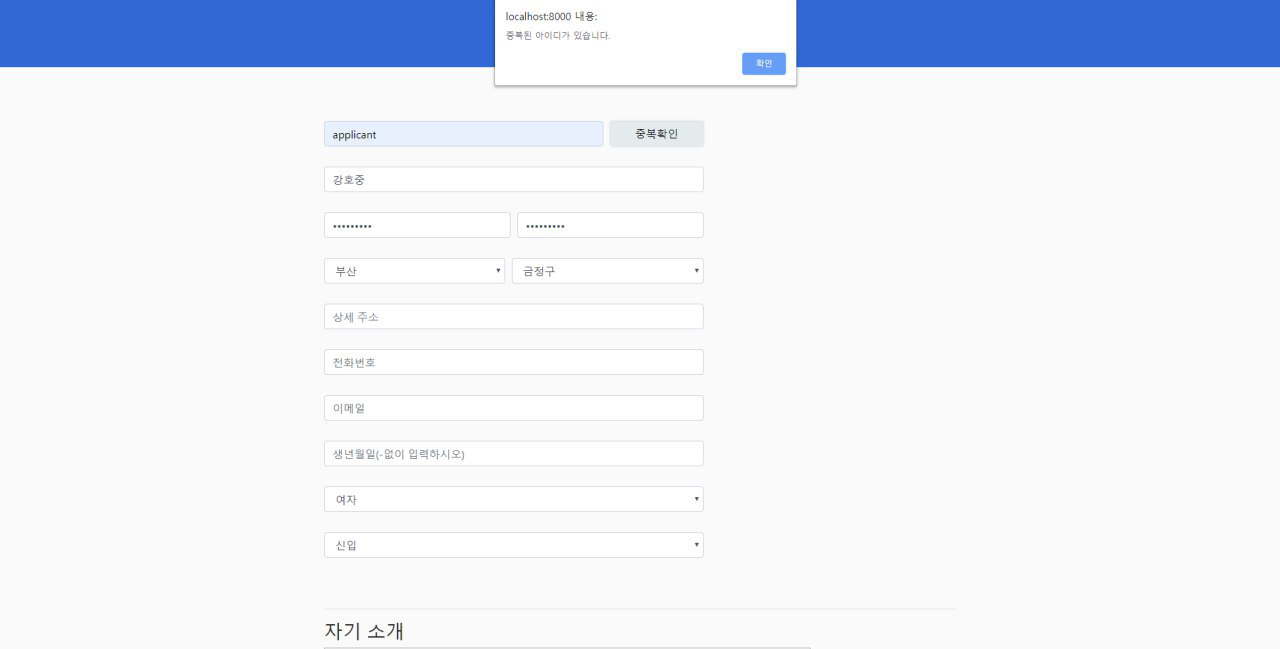 localhost:8000 내용:
중복된 아이디가 있습니다.
확인
applicant 중복확인
강호중
••••••••• •••••••••
부산 금정구
상세 주소
전화번호
이메일
생년월일(-없이 입력하시오)
여자
신입
자기 소개